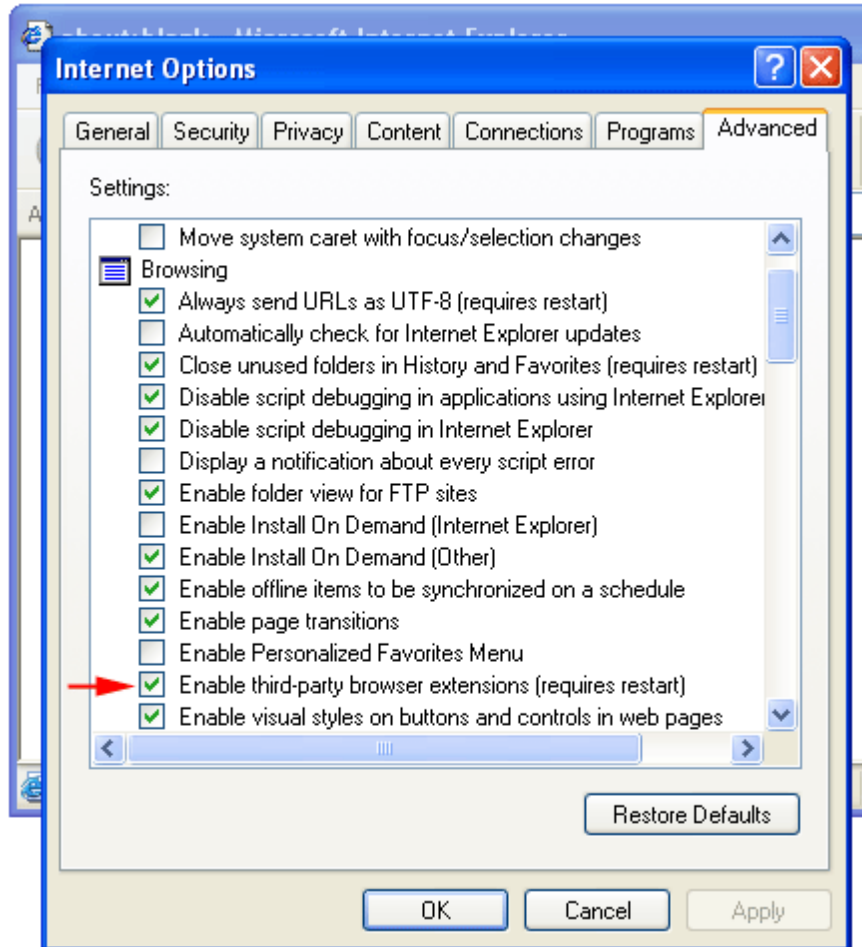 about:blank - Microsoft Internet Explorer
Internet Options
General Security Privacy Content Connections Programs Advanced
Settings:
Move system caret with focus/selection changes
Browsing
Always send URLs as UTF-8 (requires restart)
Automatically check for Internet Explorer updates
Close unused folders in History and Favorites (requires restart)
Disable script debugging in applications using Internet Explorer
Disable script debugging in Internet Explorer
Display a notification about every script error
Enable folder view for FTP sites
Enable Install On Demand (Internet Explorer)
Enable Install On Demand (Other)
Enable offline items to be synchronized on a schedule
Enable page transitions
Enable Personalized Favorites Menu
Enable third-party browser extensions (requires restart)
Enable visual styles on buttons and controls in web pages
Restore Defaults
OK Cancel Apply